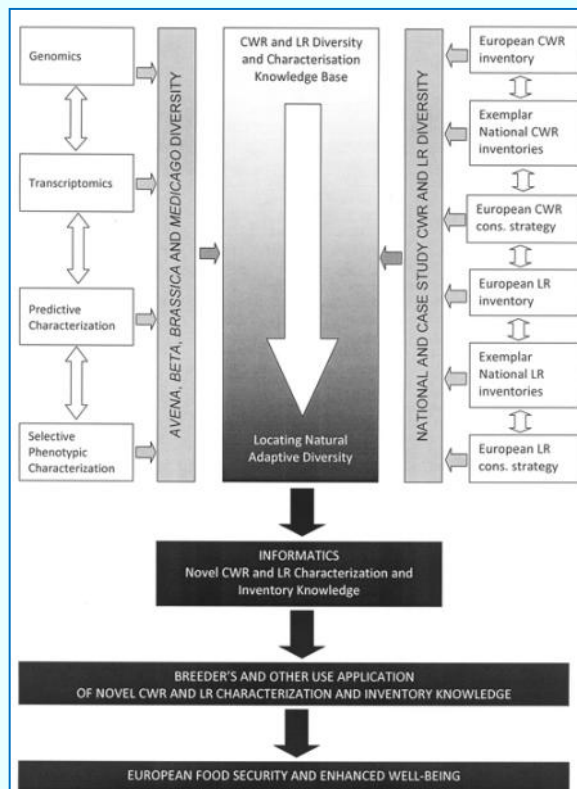 Genomics
Transcriptomics
Predictive
Characterization
Selective
Phenotypic
Characterization
AVENA, BETA, BRASSICA AND MEDICAGO DIVERSITY
CWR and LR Diversity
and Characterisation
Knowledge Base
Locating Natural
Adaptive Diversity
NATIONAL AND CASE STUDY CWR AND LR DIVERSITY
European CWR
inventory
Exemplar
National CWR
inventories
European CWR
cons. strategy
European LR
inventory
Exemplar
National LR
inventories
European LR
cons. strategy
INFORMATICS
Novel CWR and LR Characterization and
Inventory Knowledge
BREEDER'S AND OTHER USE APPLICATION
OF NOVEL CWR AND LR CHARACTERIZATION AND INVENTORY KNOWLEDGE
EUROPEAN FOOD SECURITY AND ENHANCED WELL-BEING